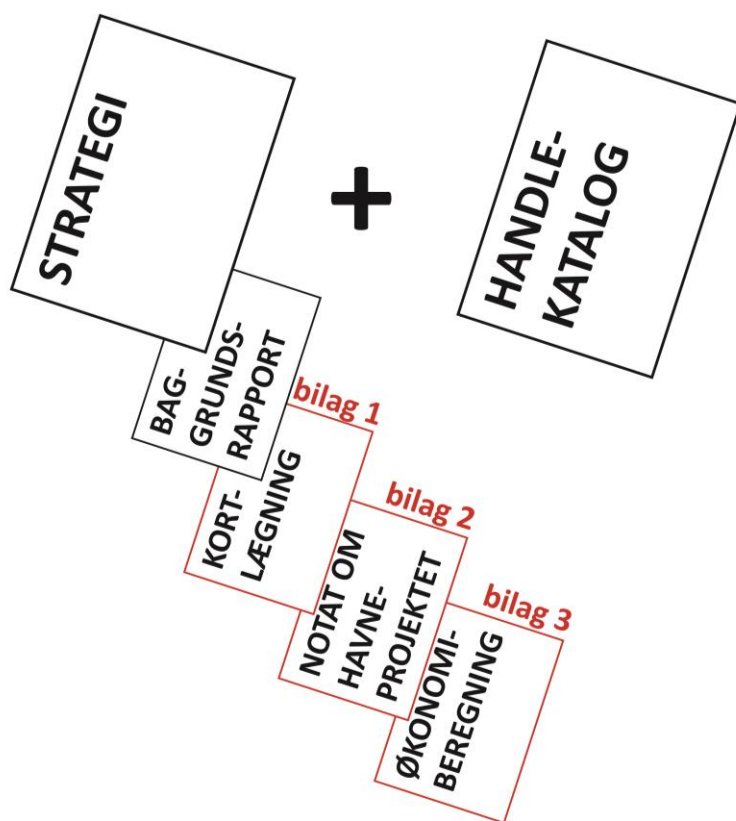 STRATEGI
+
HANDLE-
KATALOG
BAG-
GRUNDS-
RAPPORT
bilag 1
KORT-
LÆGNING
bilag 2
NOTAT OM
HAVNE-
PROJEKTET
bilag 3
ØKONOMI-
BEREGNING